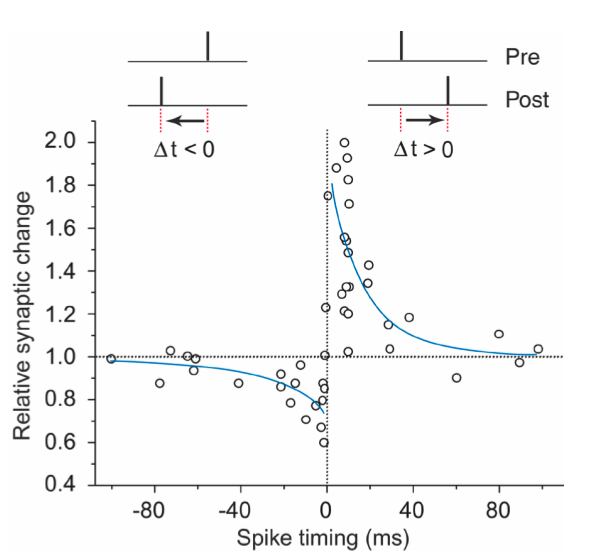 Pre
Post
Δt < 0
Δt > 0
Relative synaptic change
2.0
1.8
1.6
1.4
1.2
1.0
0.8
0.6
0.4
-80 -40 0 40 80
Spike timing (ms)